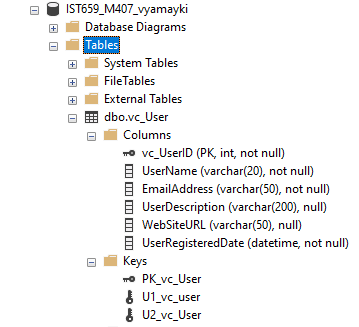 IST659_M407_vyamayki
Database Diagrams
Tables
System Tables
FileTables
External Tables
dbo.vc_User
Columns
vc_UserID (PK, int, not null)
UserName (varchar(20), not null)
EmailAddress (varchar(50), not null)
UserDescription (varchar(200), null)
WebSiteURL (varchar(50), null)
UserRegisteredDate (datetime, not null)
Keys
PK_vc_User
U1_vc_user
U2_vc_User